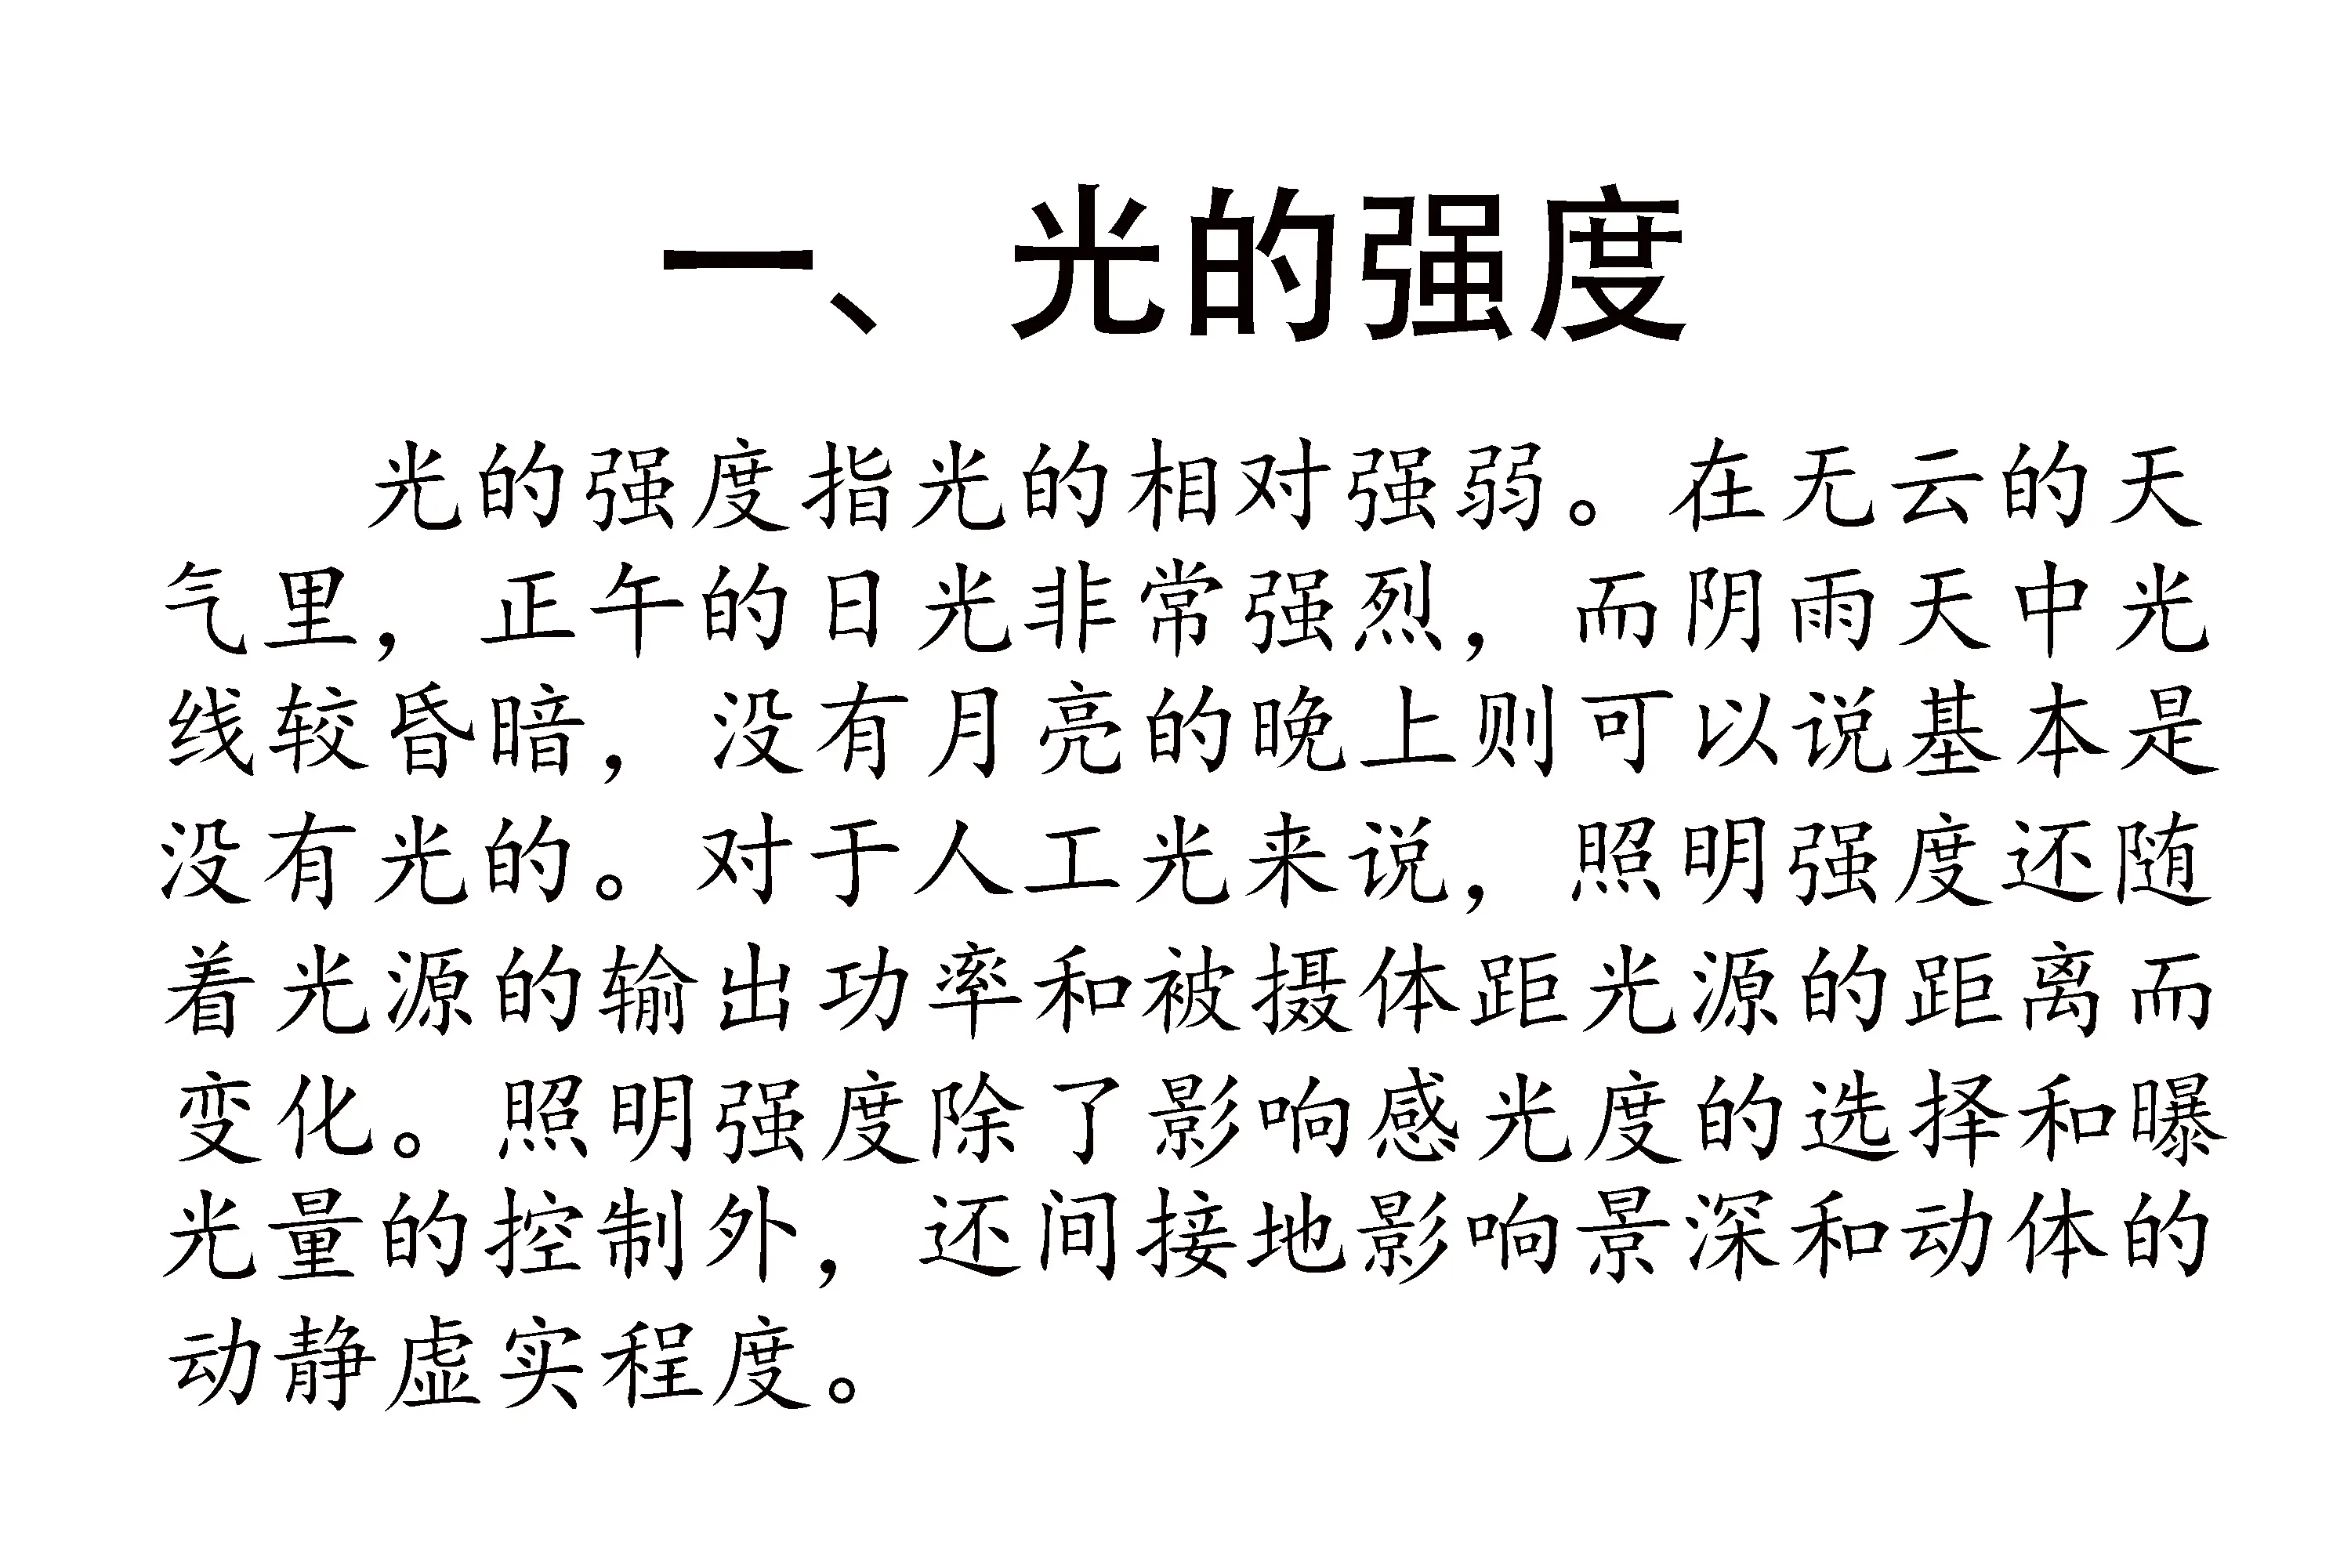 一、光的强度
光的强度指光的相对强弱。在无云的天
气里，正午的日光非常强烈，而阴雨天中光
线较昏暗，没有月亮的晚上则可以说基本是
没有光的。对于人工光来说，照明强度还随
着光源的输出功率和被摄体距光源的距离而
变化。照明强度除了影响感光度的选择和曝
光量的控制外，还间接地影响景深和动体的
动静虚实程度。